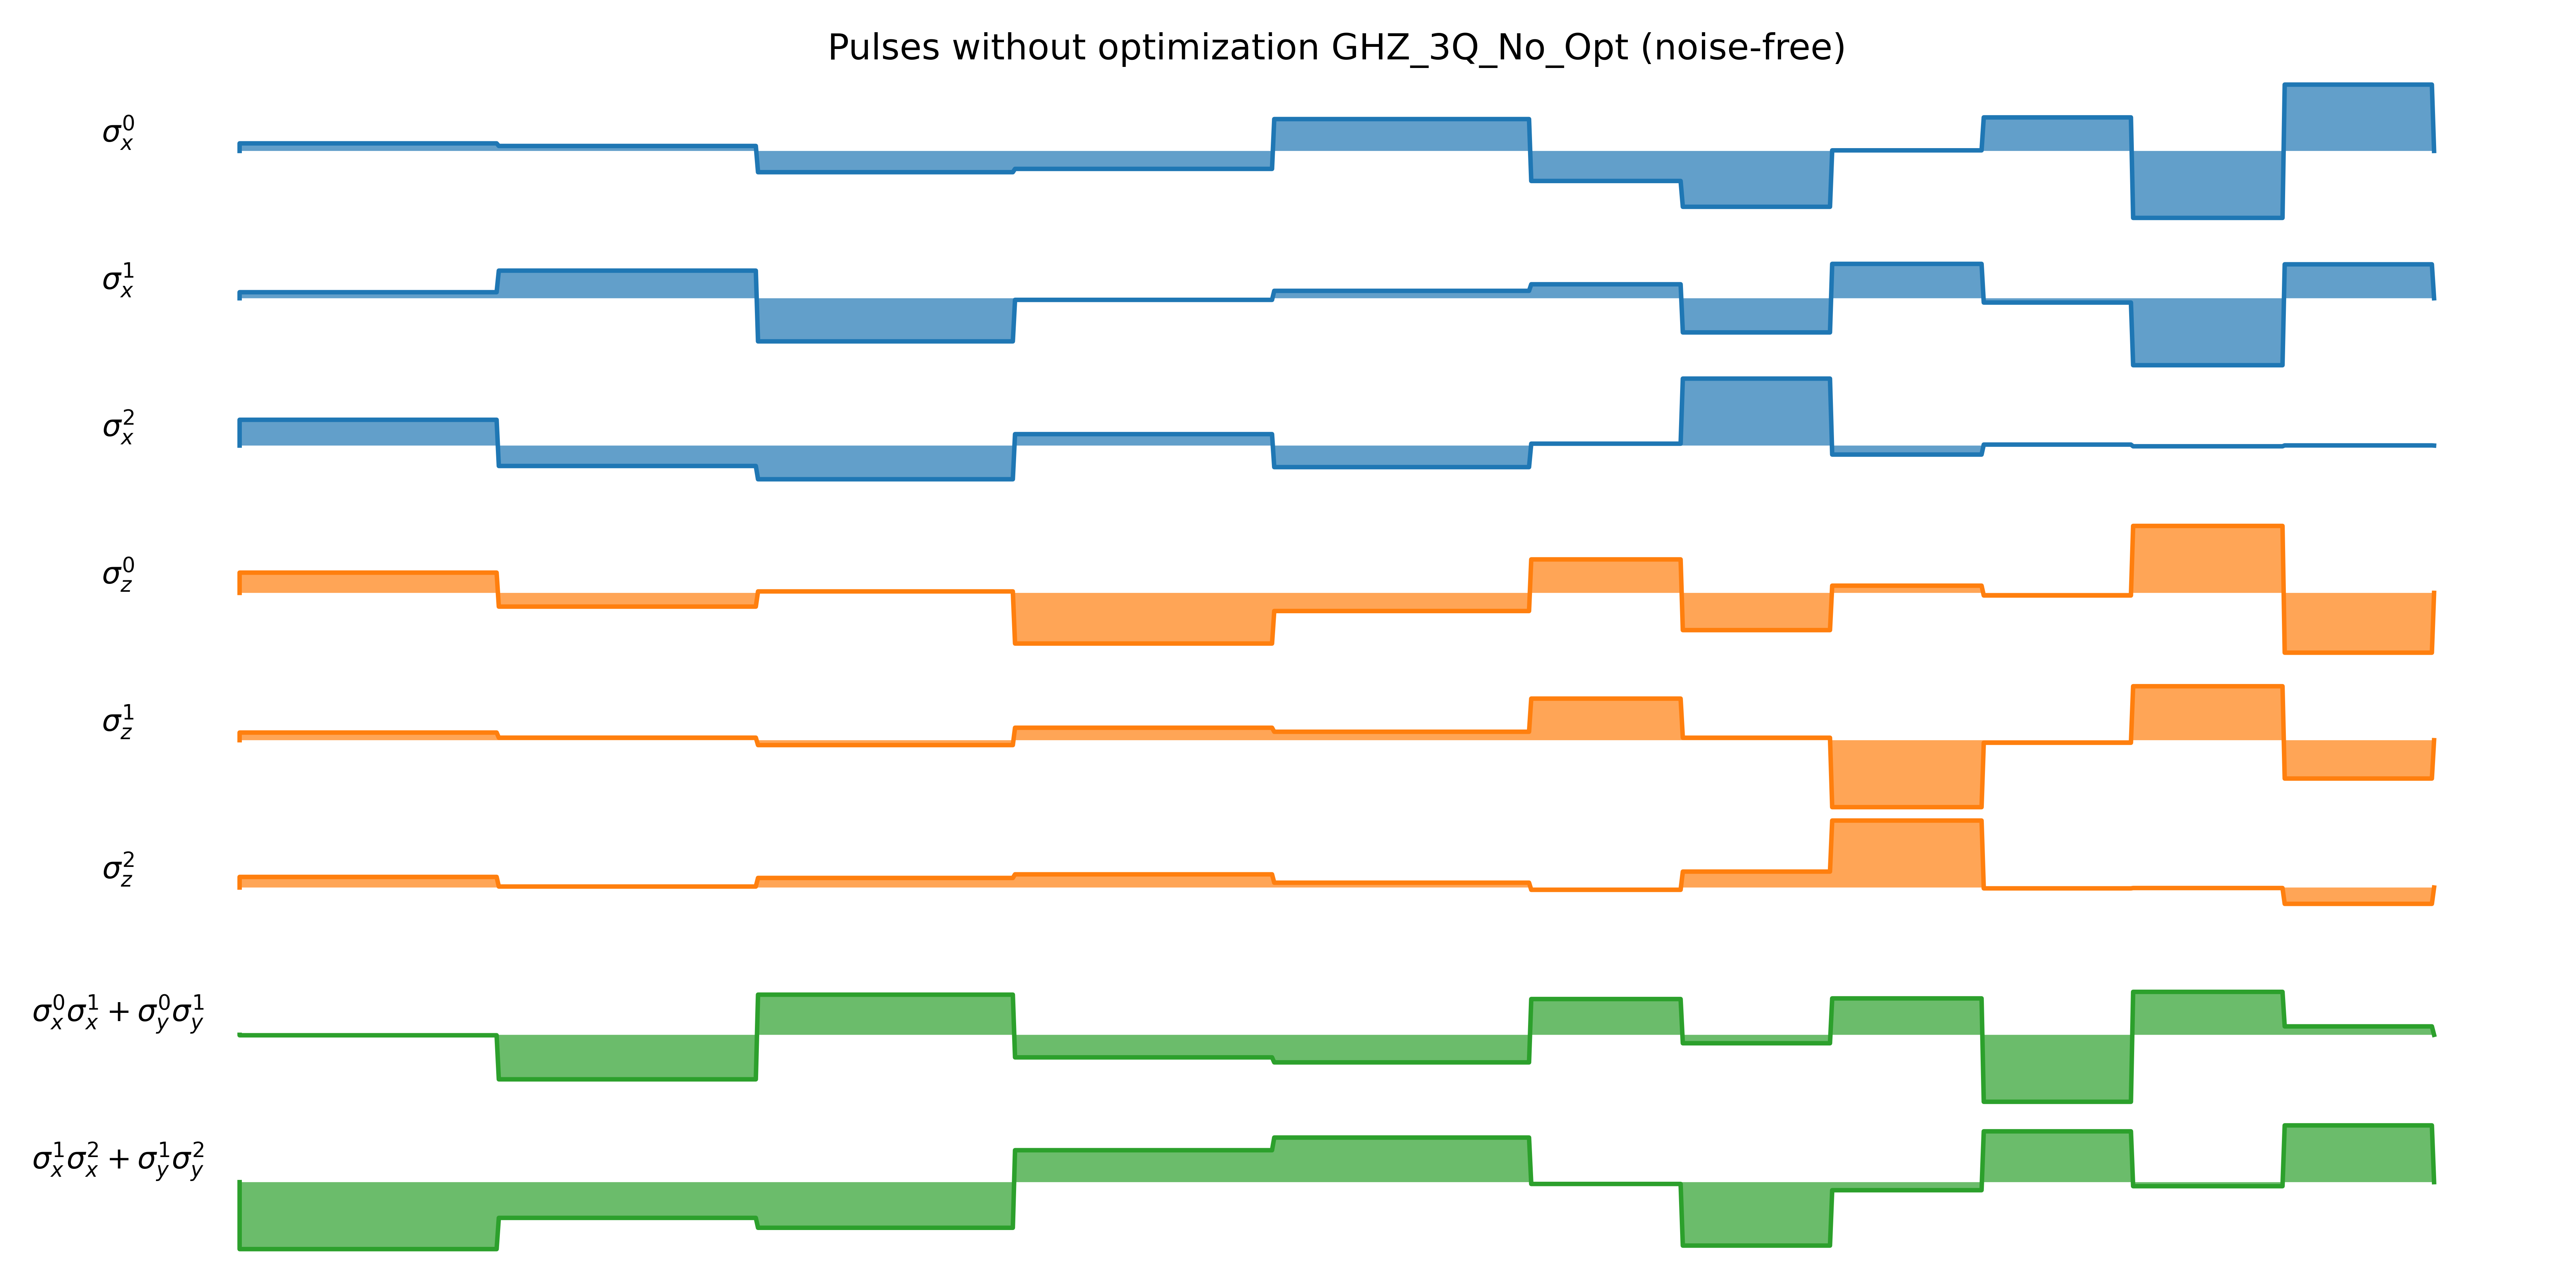 Pulses without optimization GHZ_3Q_No_Opt (noise-free)
σ_x^0
σ_x^1
σ_x^2
σ_z^0
σ_z^1
σ_z^2
σ_x^0σ_x^1 + σ_y^0σ_y^1
σ_x^1σ_x^2 + σ_y^1σ_y^2